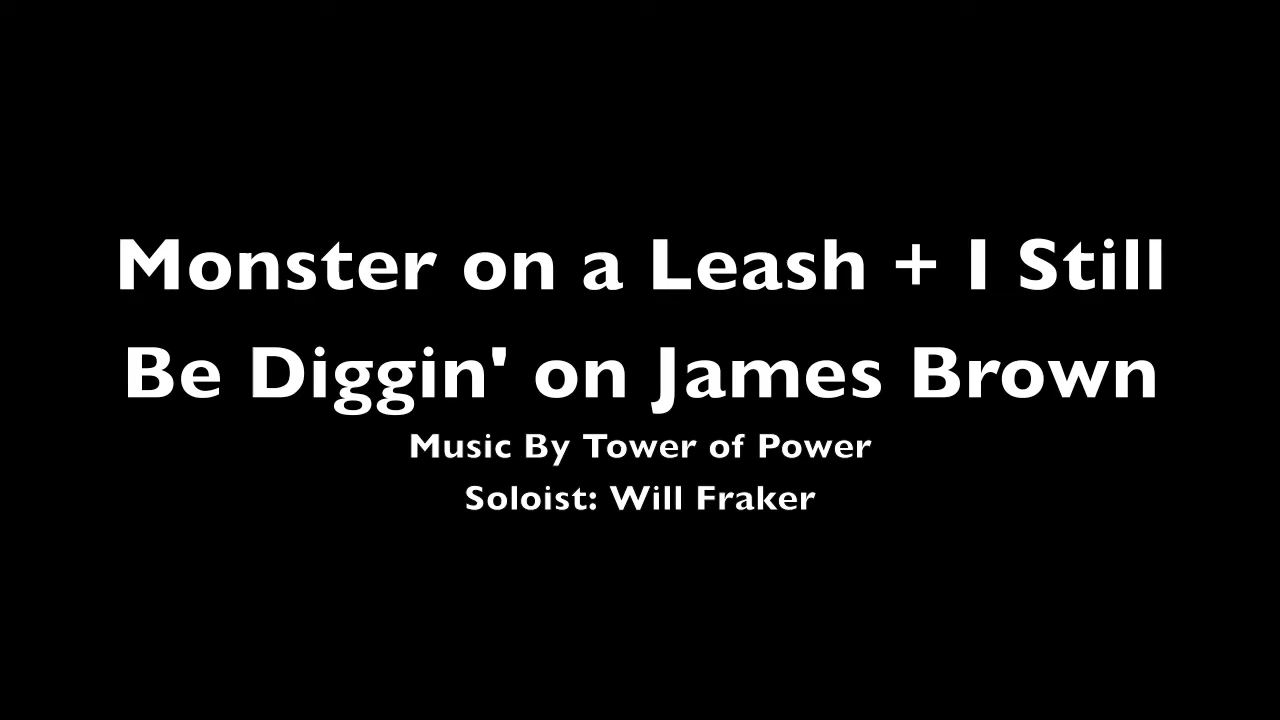 Monster on a Leash + I Still
Be Diggin' on James Brown
Music By Tower of Power
Soloist: Will Fraker